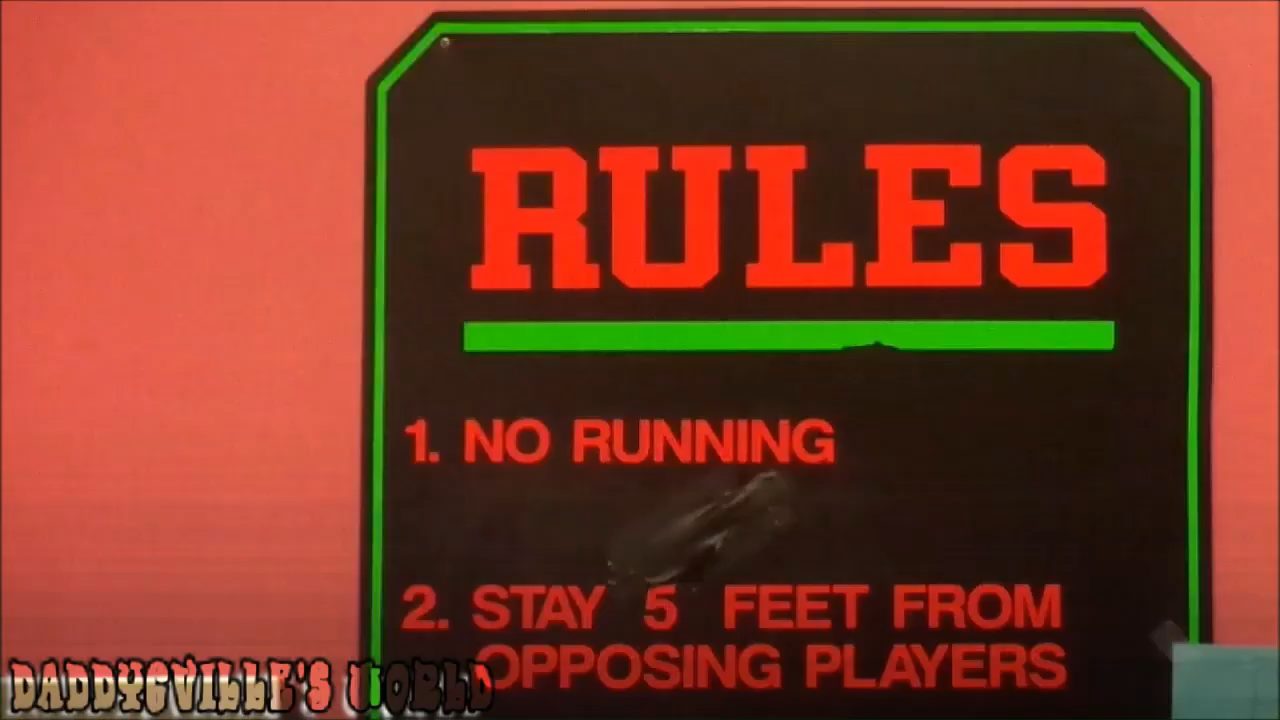 RULES
1. NO RUNNING
2. STAY 5 FEET FROM
OPPOSING PLAYERS
DADDYGVILLE'S WORLD